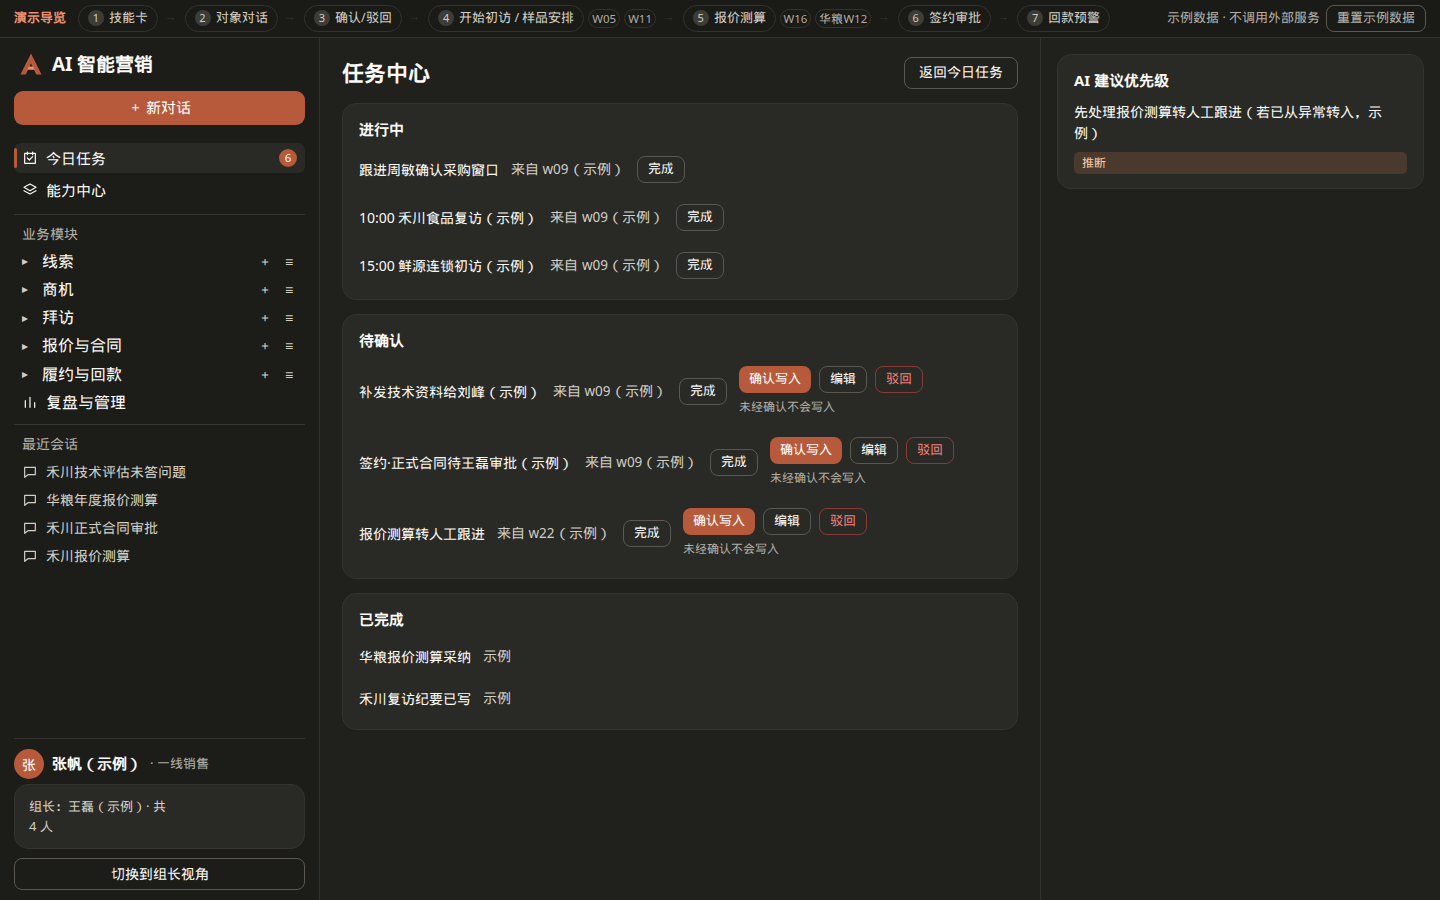 演示导览 1 技能卡 → 2 对象对话 → 3 确认/驳回 → 4 开始初访 / 样品安排 W05 W11 → 5 报价测算 W16 华粮W12 → 6 签约审批 → 7 回款预警 示例数据 · 不调用外部服务 重置示例数据
AI 智能营销
+ 新对话
今日任务 6
能力中心
业务模块
▸ 线索 + ≡
▸ 商机 + ≡
▸ 拜访 + ≡
▸ 报价与合同 + ≡
▸ 履约与回款 + ≡
复盘与管理
最近会话
禾川技术评估未答问题
华粮年度报价测算
禾川正式合同审批
禾川报价测算
张 张帆（示例） · 一线销售
组长：王磊（示例）· 共
4 人
切换到组长视角
任务中心 返回今日任务
进行中
跟进周敏确认采购窗口 来自 w09（示例） 完成
10:00 禾川食品复访（示例） 来自 w09（示例） 完成
15:00 鲜源连锁初访（示例） 来自 w09（示例） 完成
待确认
补发技术资料给刘峰（示例） 来自 w09（示例） 完成 确认写入 编辑 驳回
未经确认不会写入
签约·正式合同待王磊审批（示例） 来自 w09（示例） 完成 确认写入 编辑 驳回
未经确认不会写入
报价测算转人工跟进 来自 w22（示例） 完成 确认写入 编辑 驳回
未经确认不会写入
已完成
华粮报价测算采纳 示例
禾川复访纪要已写 示例
AI 建议优先级
先处理报价测算转人工跟进（若已从异常转入，示
例）
推断